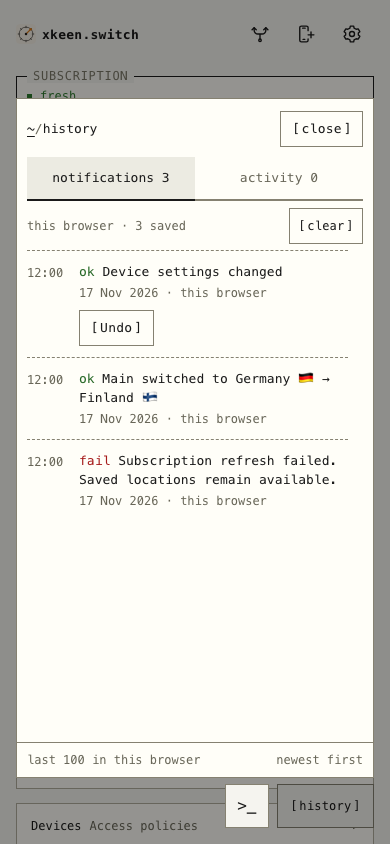 xkeen.switch
SUBSCRIPTION
fresh
~/history
[close]
notifications 3
activity 0
this browser · 3 saved
[clear]
12:00 ok Device settings changed
17 Nov 2026 · this browser
[Undo]
12:00 ok Main switched to Germany 🇩🇪 →
Finland 🇫🇮
17 Nov 2026 · this browser
12:00 fail Subscription refresh failed.
Saved locations remain available.
17 Nov 2026 · this browser
last 100 in this browser
newest first
>_
[history]
Devices Access policies